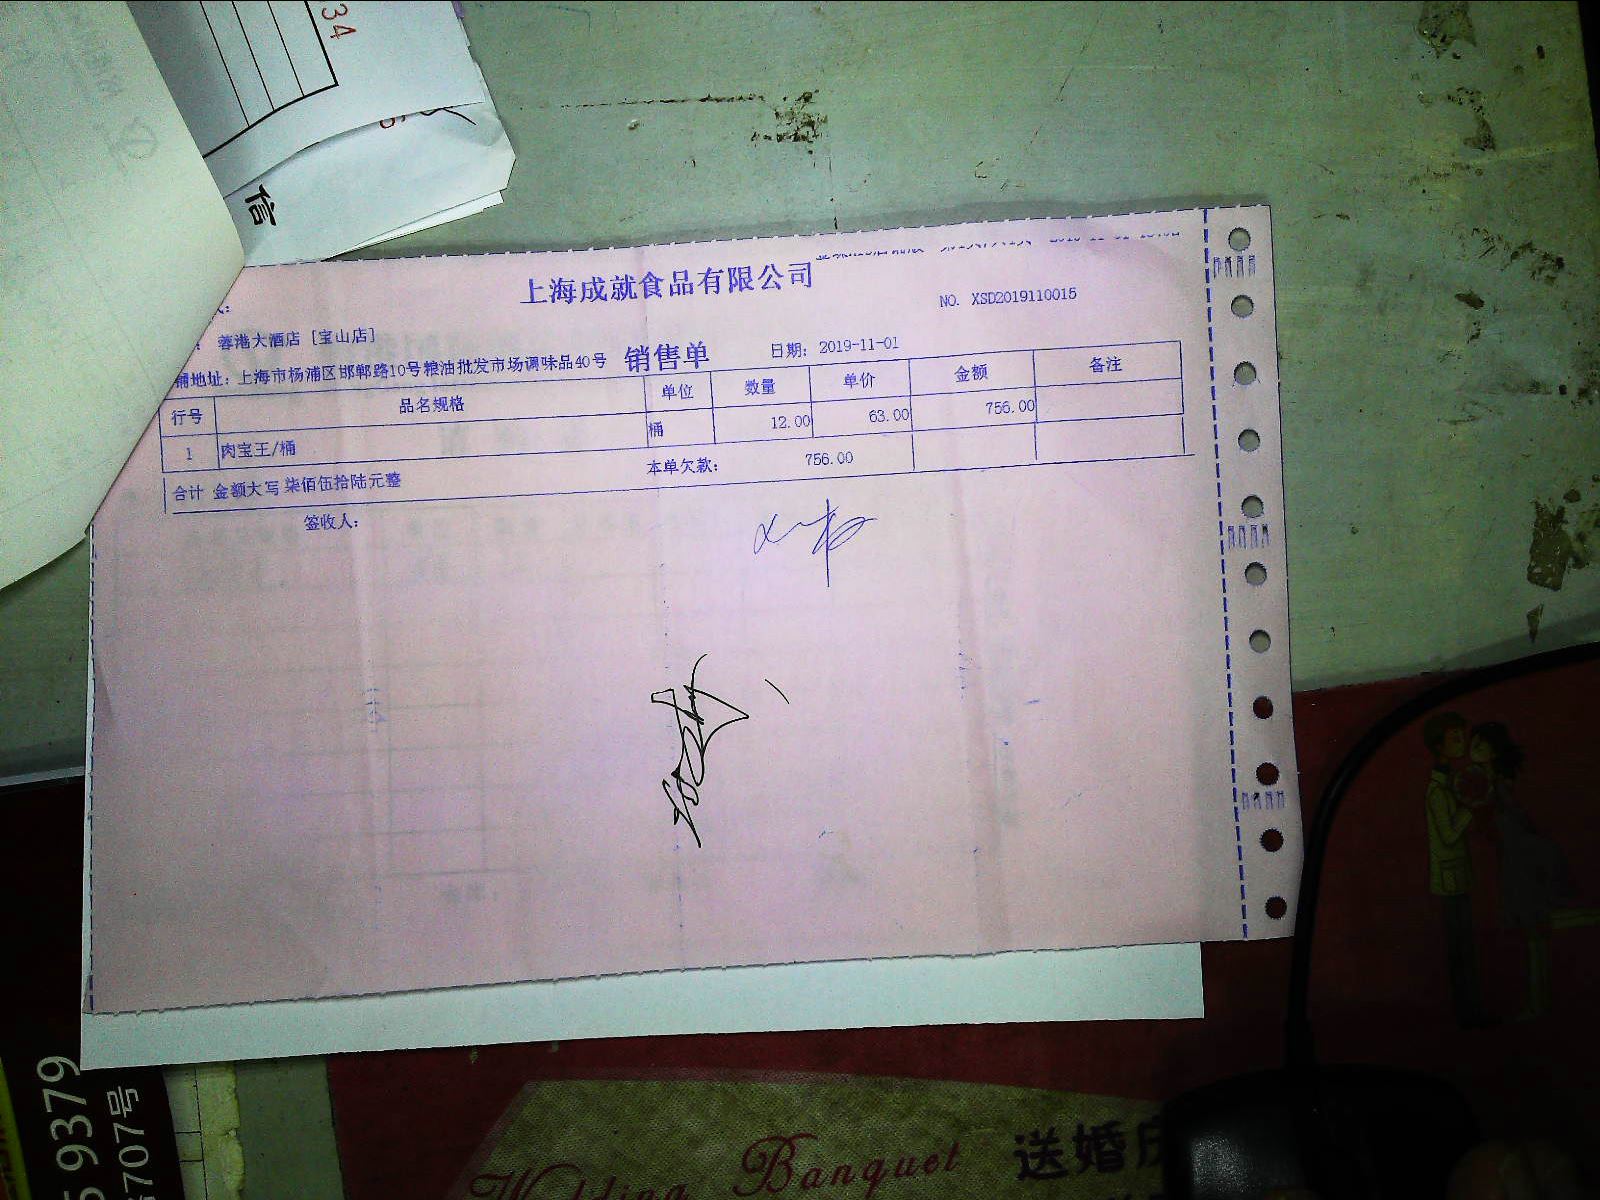 34
信
上海成就食品有限公司
NO. XSD2019110015
蓉港大酒店 [宝山店]
铺地址: 上海市杨浦区邯郸路10号粮油批发市场调味品40号
销售单
日期: 2019-11-01
行号 品名规格 单位 数量 单价 金额 备注
1 肉宝王/桶 桶 12.00 63.00 756.00
合计 金额大写 柒佰伍拾陆元整 本单欠款: 756.00
签收人:
9379
707号
Wedding Banquet
送婚庆